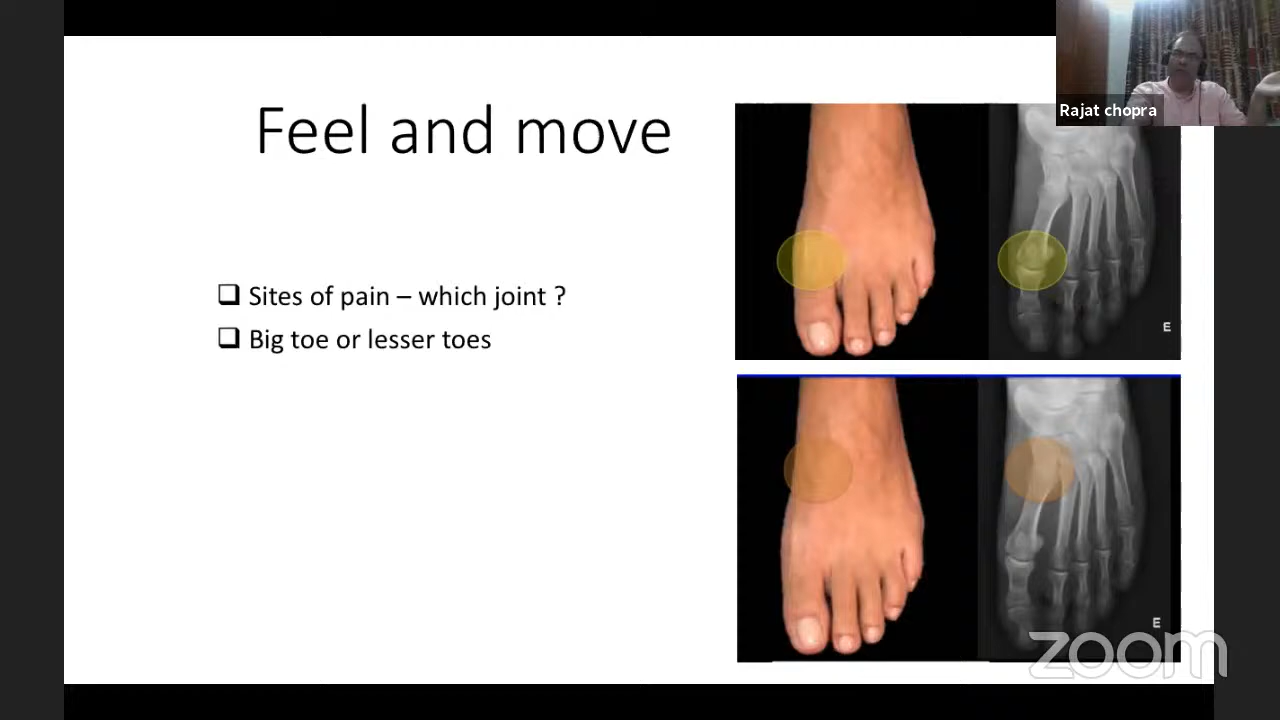 Feel and move
Sites of pain – which joint ?
Big toe or lesser toes
Rajat chopra
E
E
zoom